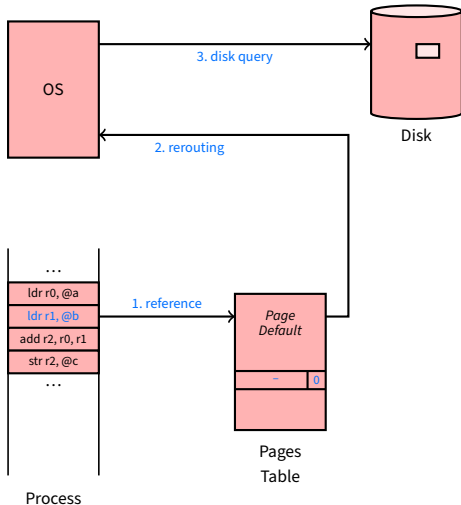 3. disk query
OS
Disk
2. rerouting
...
ldr r0, @a
ldr r1, @b
add r2, r0, r1
str r2, @c
...
1. reference
Page
Default
– 0
Pages
Table
Process